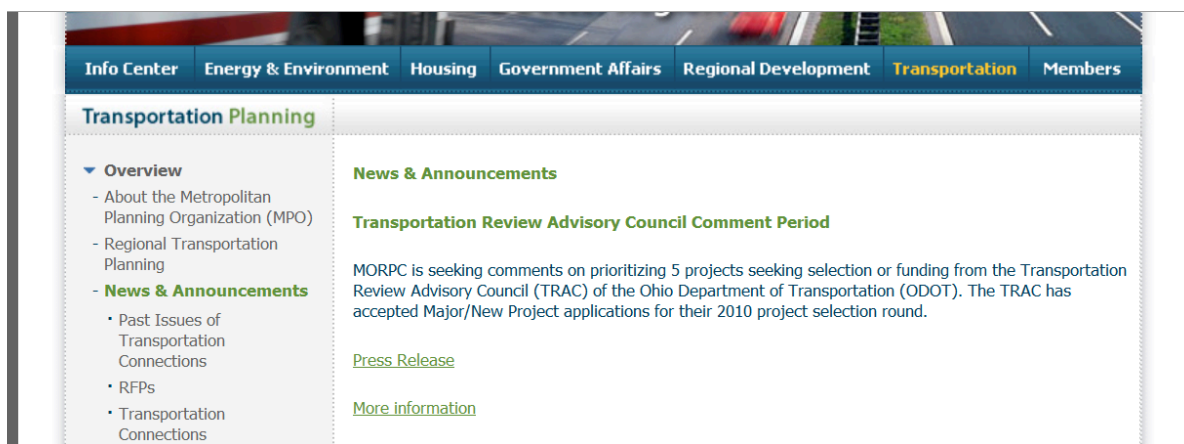 Info Center Energy & Environment Housing Government Affairs Regional Development Transportation Members
Transportation Planning
Overview
- About the Metropolitan
Planning Organization (MPO)
- Regional Transportation
Planning
- News & Announcements
· Past Issues of
Transportation
Connections
· RFPs
· Transportation
Connections
News & Announcements
Transportation Review Advisory Council Comment Period
MORPC is seeking comments on prioritizing 5 projects seeking selection or funding from the Transportation
Review Advisory Council (TRAC) of the Ohio Department of Transportation (ODOT). The TRAC has
accepted Major/New Project applications for their 2010 project selection round.
Press Release
More information